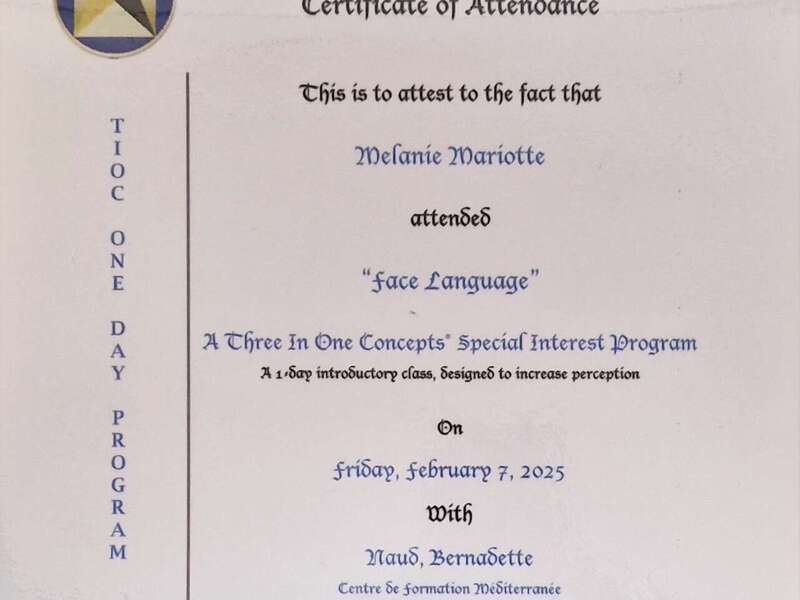 Certificate of Attendance
This is to attest to the fact that
Melanie Mariotte
attended
“Face Language”
A Three In One Concepts® Special Interest Program
A 1-day introductory class, designed to increase perception
On
Friday, February 7, 2025
With
Naud, Bernadette
Centre de Formation Méditerranée
TIOC ONE DAY PROGRAM